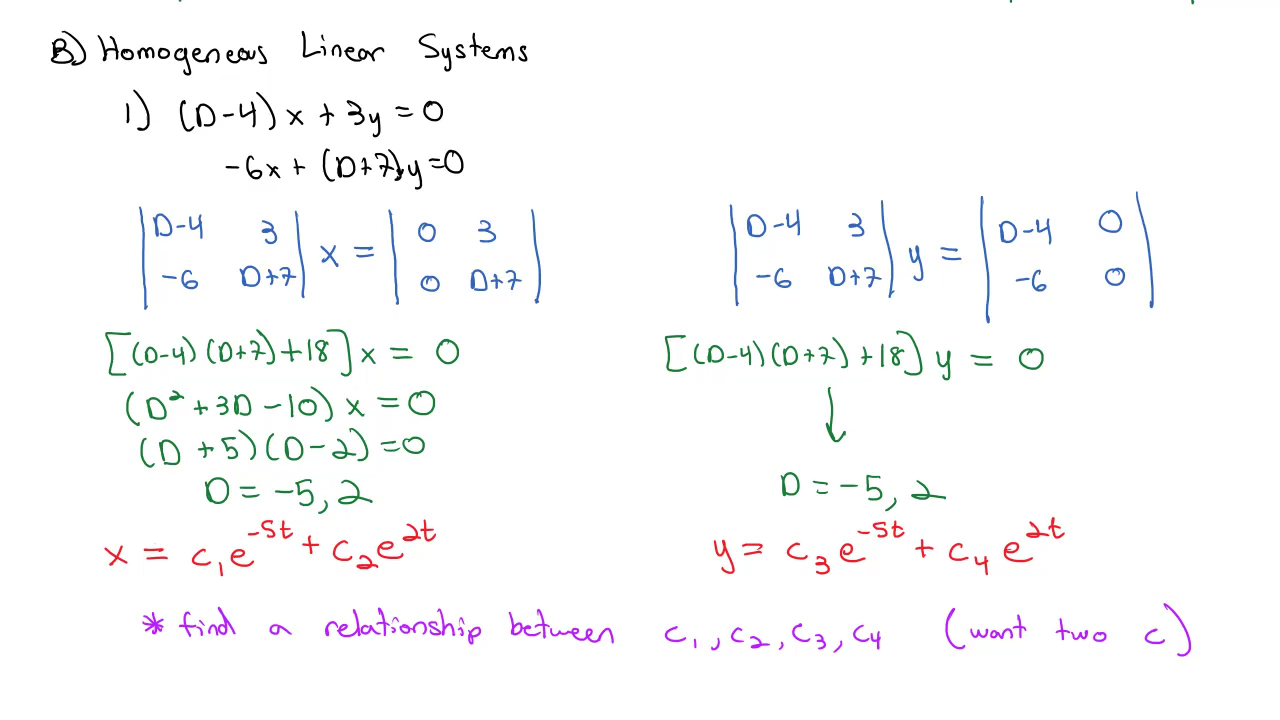 B) Homogeneous Linear Systems
1) (D-4)x + 3y = 0
-6x + (D+7)y = 0
|D-4 3| |0 3|
|-6 D+7| x = |0 D+7|
[(D-4)(D+7)+18]x = 0
(D² + 3D - 10)x = 0
(D + 5)(D - 2) = 0
D = -5, 2
x = c₁e^-5t + c₂e^2t
|D-4 3| |D-4 0|
|-6 D+7| y = |-6 0|
[(D-4)(D+7)+18]y = 0
↓
D = -5, 2
y = c₃e^-5t + c₄e^2t
* find a relationship between c₁, c₂, c₃, c₄ (want two c)